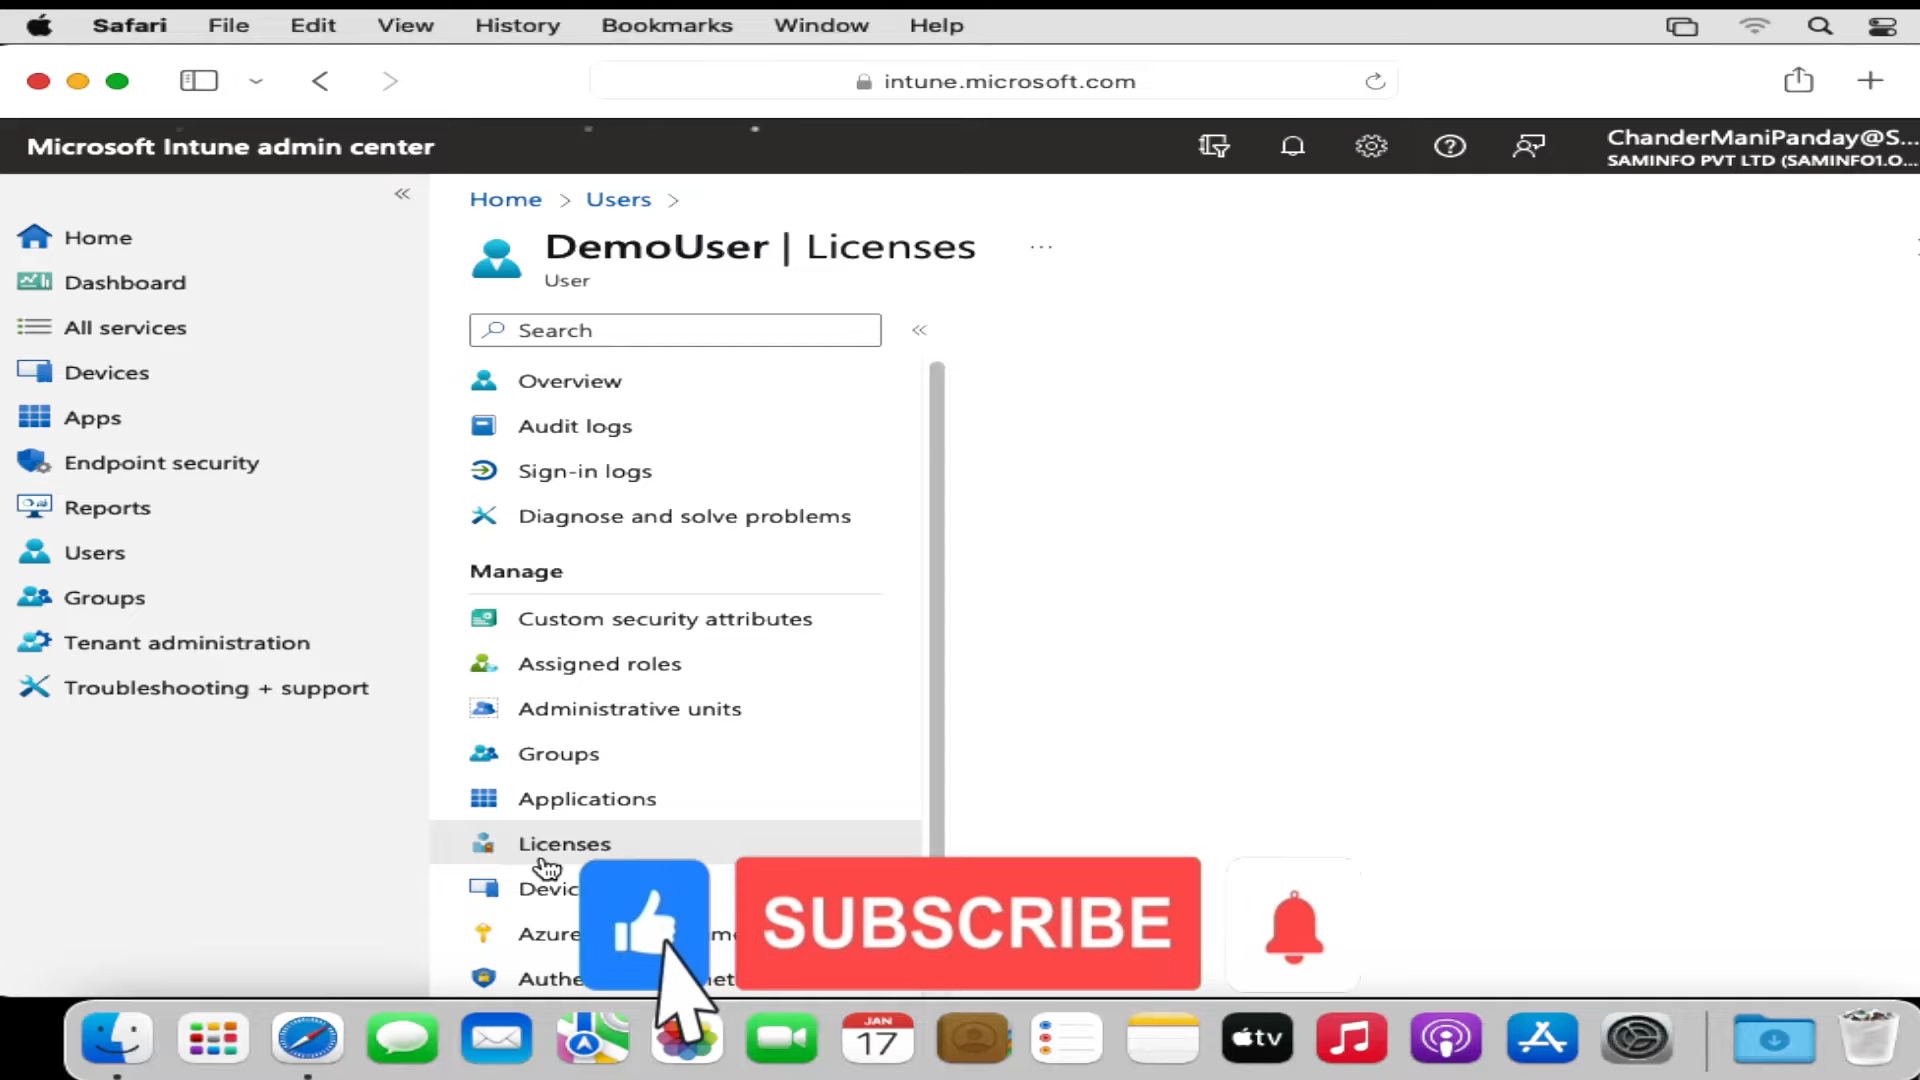 Safari File Edit View History Bookmarks Window Help
intune.microsoft.com
Microsoft Intune admin center
ChanderManiPanday@S...
SAMINFO PVT LTD (SAMINFO1.O...
Home
Dashboard
All services
Devices
Apps
Endpoint security
Reports
Users
Groups
Tenant administration
Troubleshooting + support
Home > Users >
DemoUser | Licenses ...
User
Search
Overview
Audit logs
Sign-in logs
Diagnose and solve problems
Manage
Custom security attributes
Assigned roles
Administrative units
Groups
Applications
Licenses
SUBSCRIBE
Azure
JAN
17
tv